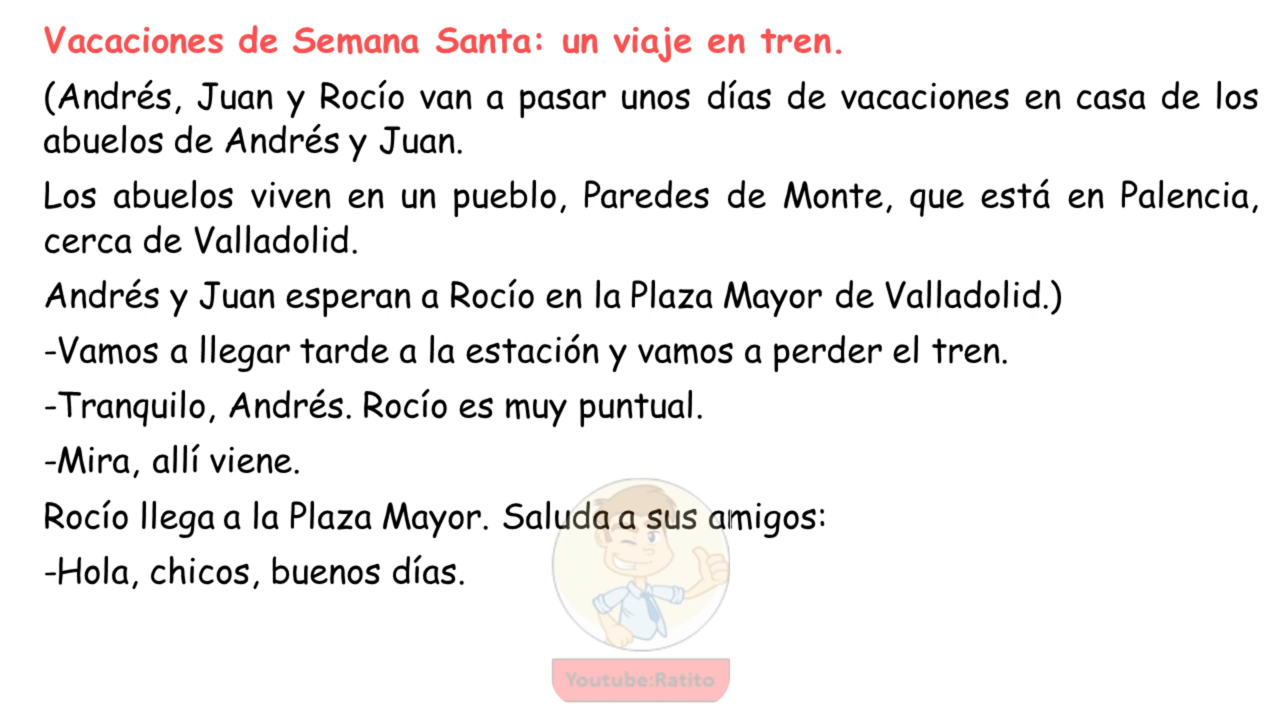 Vacaciones de Semana Santa: un viaje en tren.
(Andrés, Juan y Rocío van a pasar unos días de vacaciones en casa de los
abuelos de Andrés y Juan.
Los abuelos viven en un pueblo, Paredes de Monte, que está en Palencia,
cerca de Valladolid.
Andrés y Juan esperan a Rocío en la Plaza Mayor de Valladolid.)
-Vamos a llegar tarde a la estación y vamos a perder el tren.
-Tranquilo, Andrés. Rocío es muy puntual.
-Mira, allí viene.
Rocío llega a la Plaza Mayor. Saluda a sus amigos:
-Hola, chicos, buenos días.
Youtube:Ratito